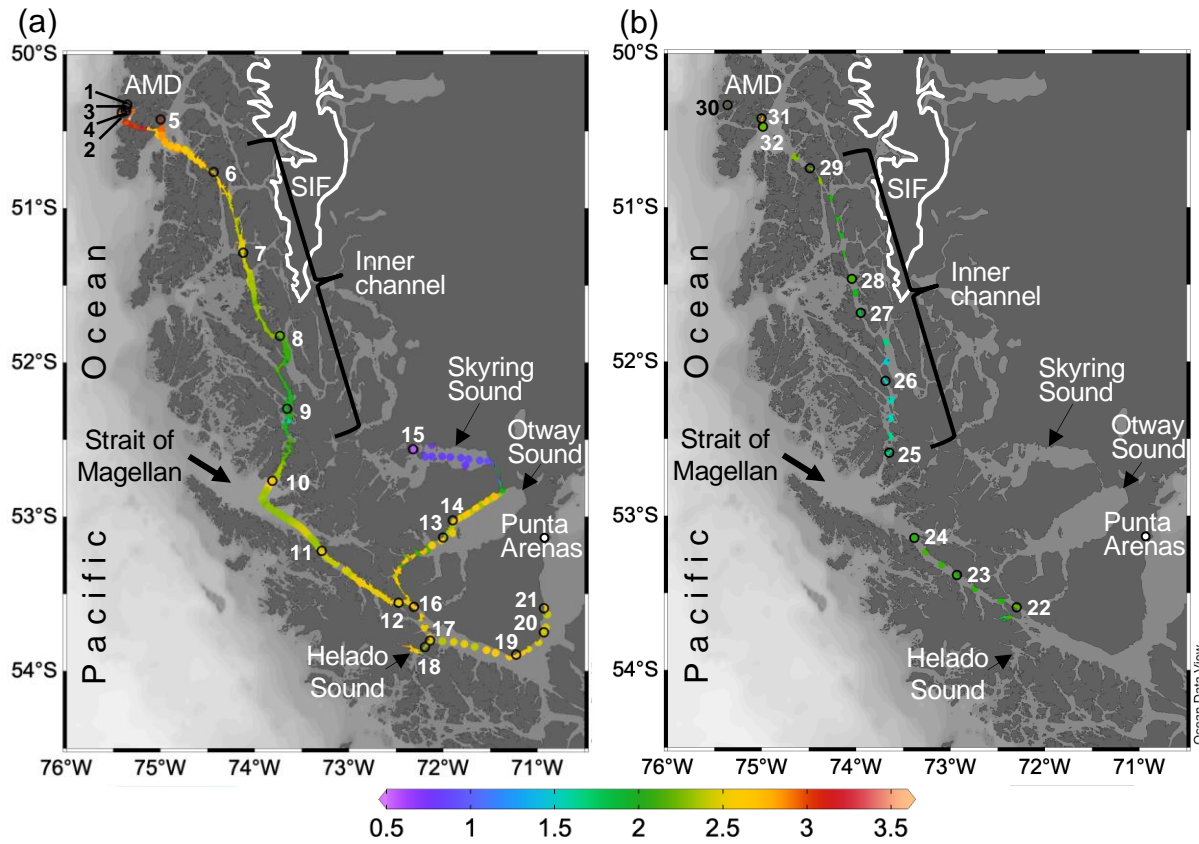 (a)
50°S
51°S
52°S
53°S
54°S
76°W
75°W
74°W
73°W
72°W
71°W
AMD
1
3
4
2
5
6
7
8
9
10
11
12
13
14
15
16
17
18
19
20
21
SIF
Inner
channel
Skyring
Sound
Otway
Sound
Strait of
Magellan
Punta
Arenas
Helado
Sound
Pacific Ocean
(b)
50°S
51°S
52°S
53°S
54°S
76°W
75°W
74°W
73°W
72°W
71°W
AMD
30
31
32
29
28
27
26
25
24
23
22
SIF
Inner
channel
Skyring
Sound
Otway
Sound
Strait of
Magellan
Punta
Arenas
Helado
Sound
Pacific Ocean
Ocean Data View
0.5
1
1.5
2
2.5
3
3.5